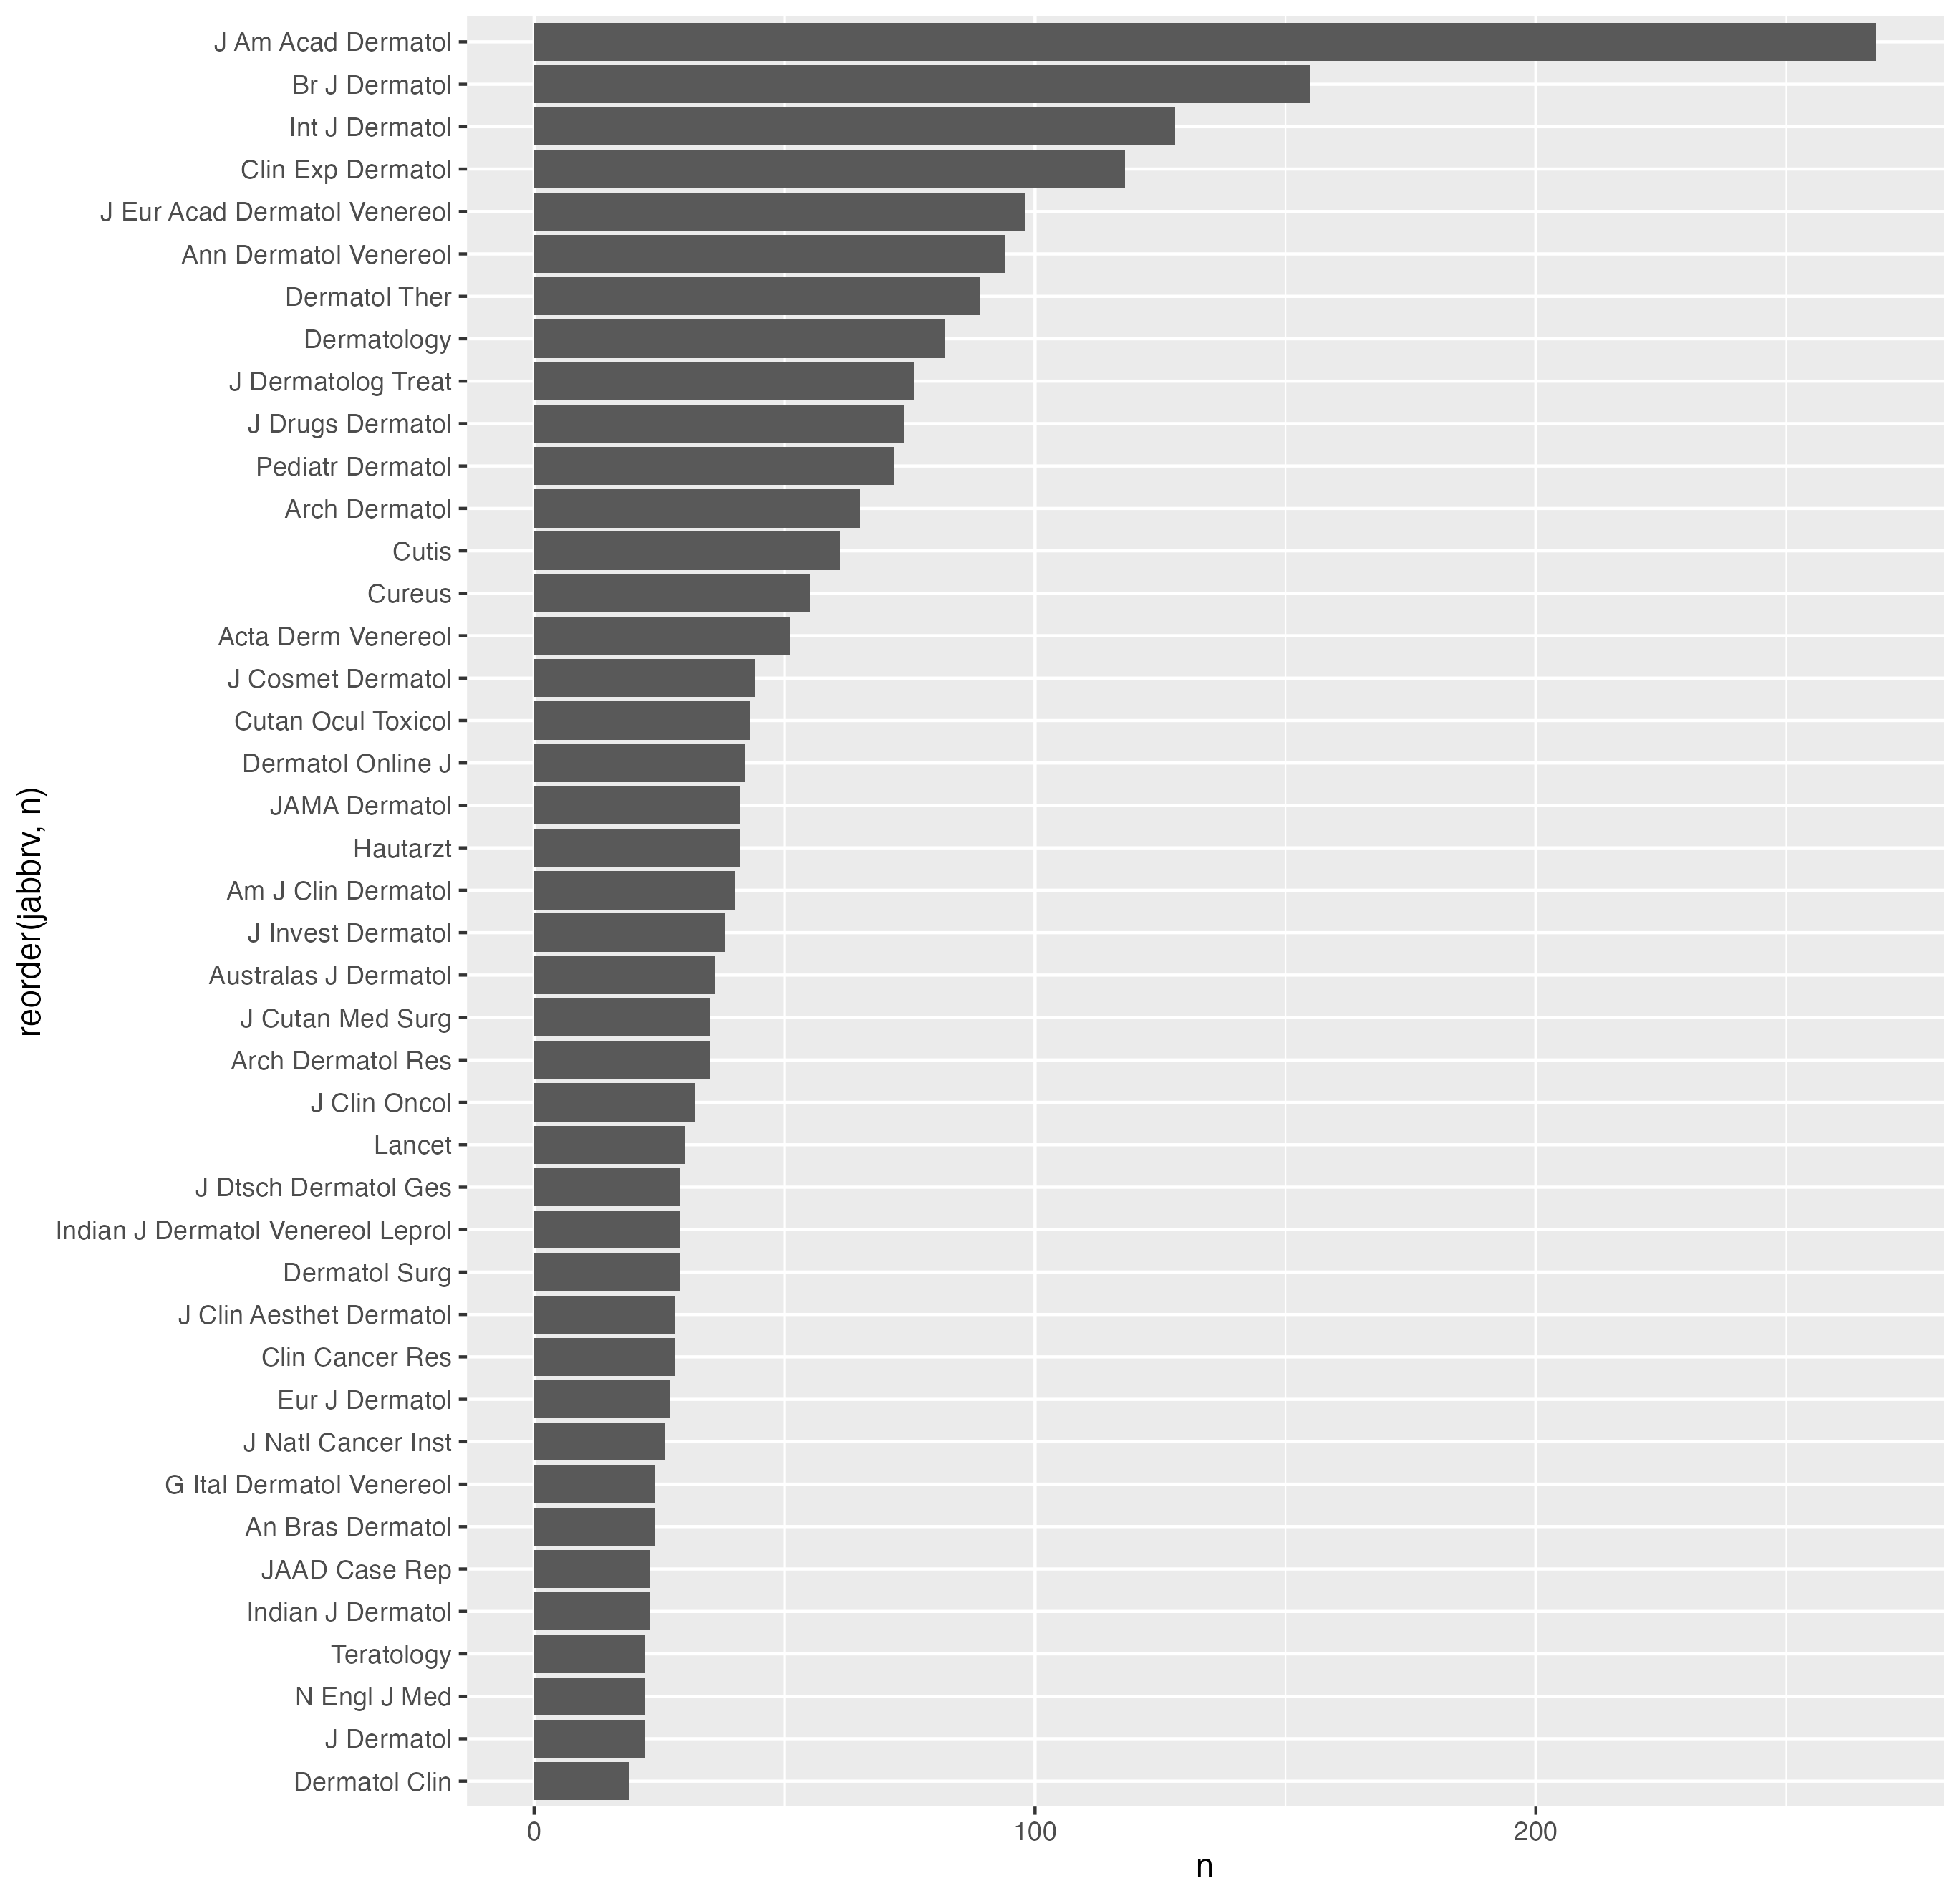 J Am Acad Dermatol
Br J Dermatol
Int J Dermatol
Clin Exp Dermatol
J Eur Acad Dermatol Venereol
Ann Dermatol Venereol
Dermatol Ther
Dermatology
J Dermatolog Treat
J Drugs Dermatol
Pediatr Dermatol
Arch Dermatol
Cutis
Cureus
Acta Derm Venereol
J Cosmet Dermatol
Cutan Ocul Toxicol
Dermatol Online J
JAMA Dermatol
Hautarzt
Am J Clin Dermatol
J Invest Dermatol
Australas J Dermatol
J Cutan Med Surg
Arch Dermatol Res
J Clin Oncol
Lancet
J Dtsch Dermatol Ges
Indian J Dermatol Venereol Leprol
Dermatol Surg
J Clin Aesthet Dermatol
Clin Cancer Res
Eur J Dermatol
J Natl Cancer Inst
G Ital Dermatol Venereol
An Bras Dermatol
JAAD Case Rep
Indian J Dermatol
Teratology
N Engl J Med
J Dermatol
Dermatol Clin
reorder(jabbrv, n)
0 100 200
n